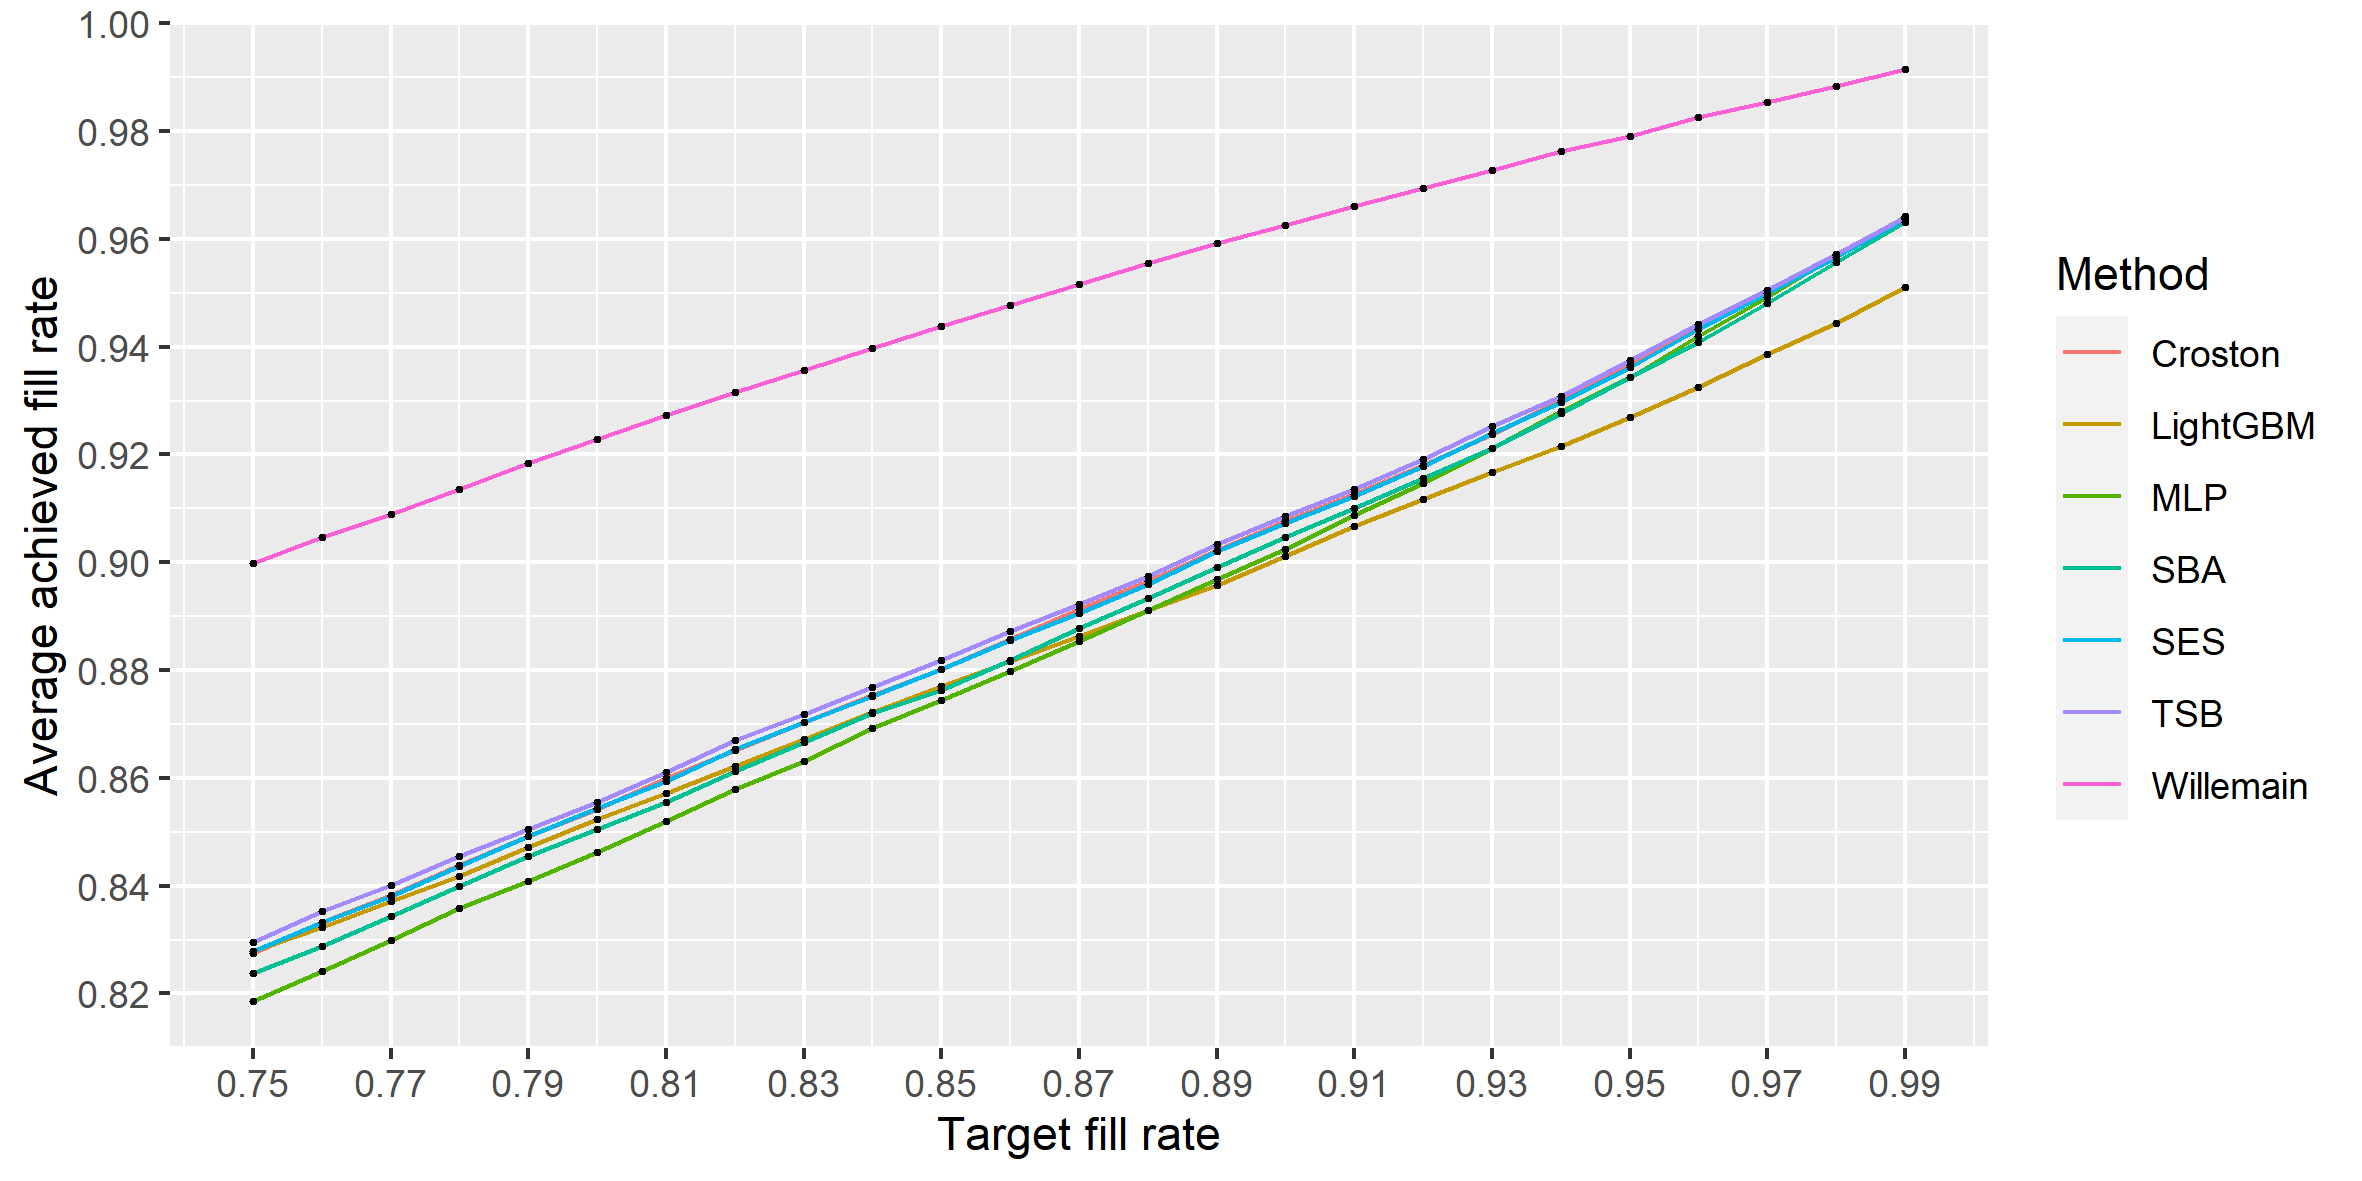 1.00
0.98
0.96
0.94
0.92
0.90
0.88
0.86
0.84
0.82
Average achieved fill rate
0.75 0.77 0.79 0.81 0.83 0.85 0.87 0.89 0.91 0.93 0.95 0.97 0.99
Target fill rate
Method
Croston
LightGBM
MLP
SBA
SES
TSB
Willemain